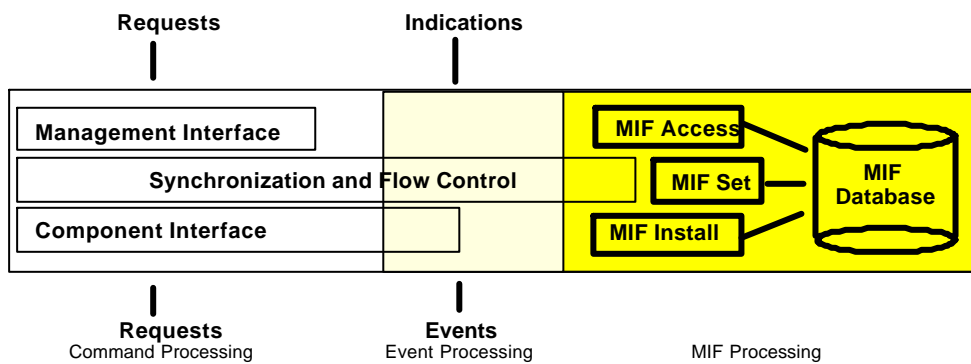 Requests
Indications
Management Interface
MIF Access
Synchronization and Flow Control
MIF Set
MIF
Database
Component Interface
MIF Install
Requests
Events
Command Processing
Event Processing
MIF Processing